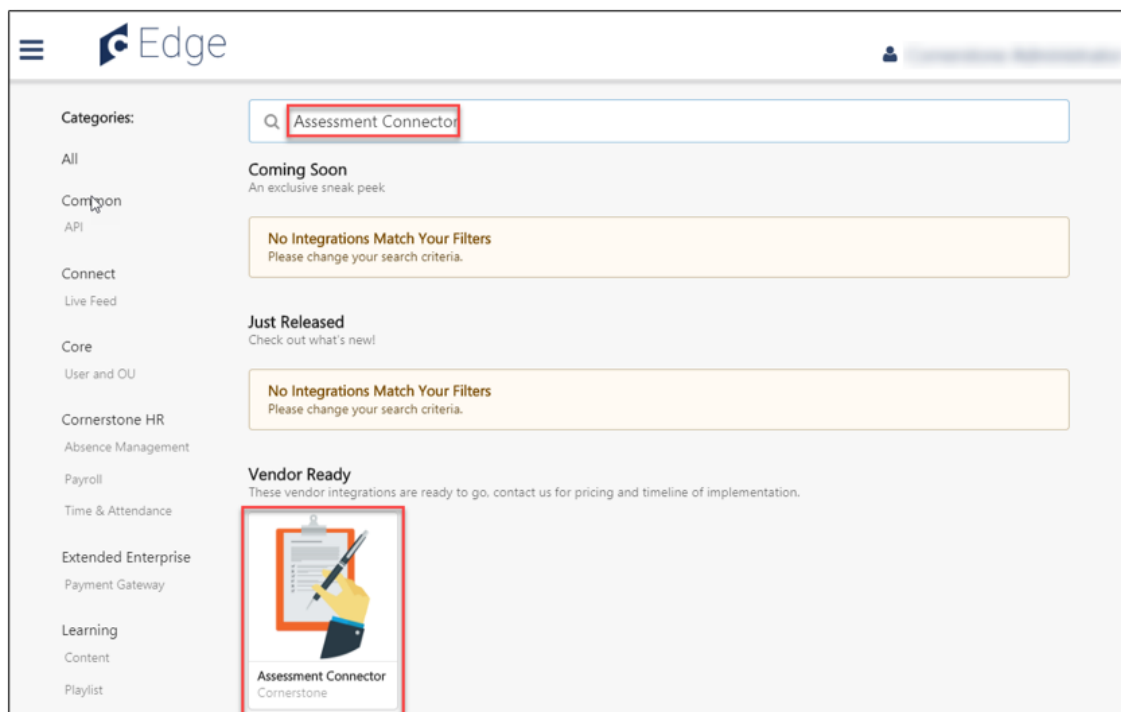 Edge
Categories:
All
Common
API
Connect
Live Feed
Core
User and OU
Cornerstone HR
Absence Management
Payroll
Time & Attendance
Extended Enterprise
Payment Gateway
Learning
Content
Playlist
Assessment Connector
Coming Soon
An exclusive sneak peek
No Integrations Match Your Filters
Please change your search criteria.
Just Released
Check out what's new!
No Integrations Match Your Filters
Please change your search criteria.
Vendor Ready
These vendor integrations are ready to go, contact us for pricing and timeline of implementation.
Assessment Connector
Cornerstone